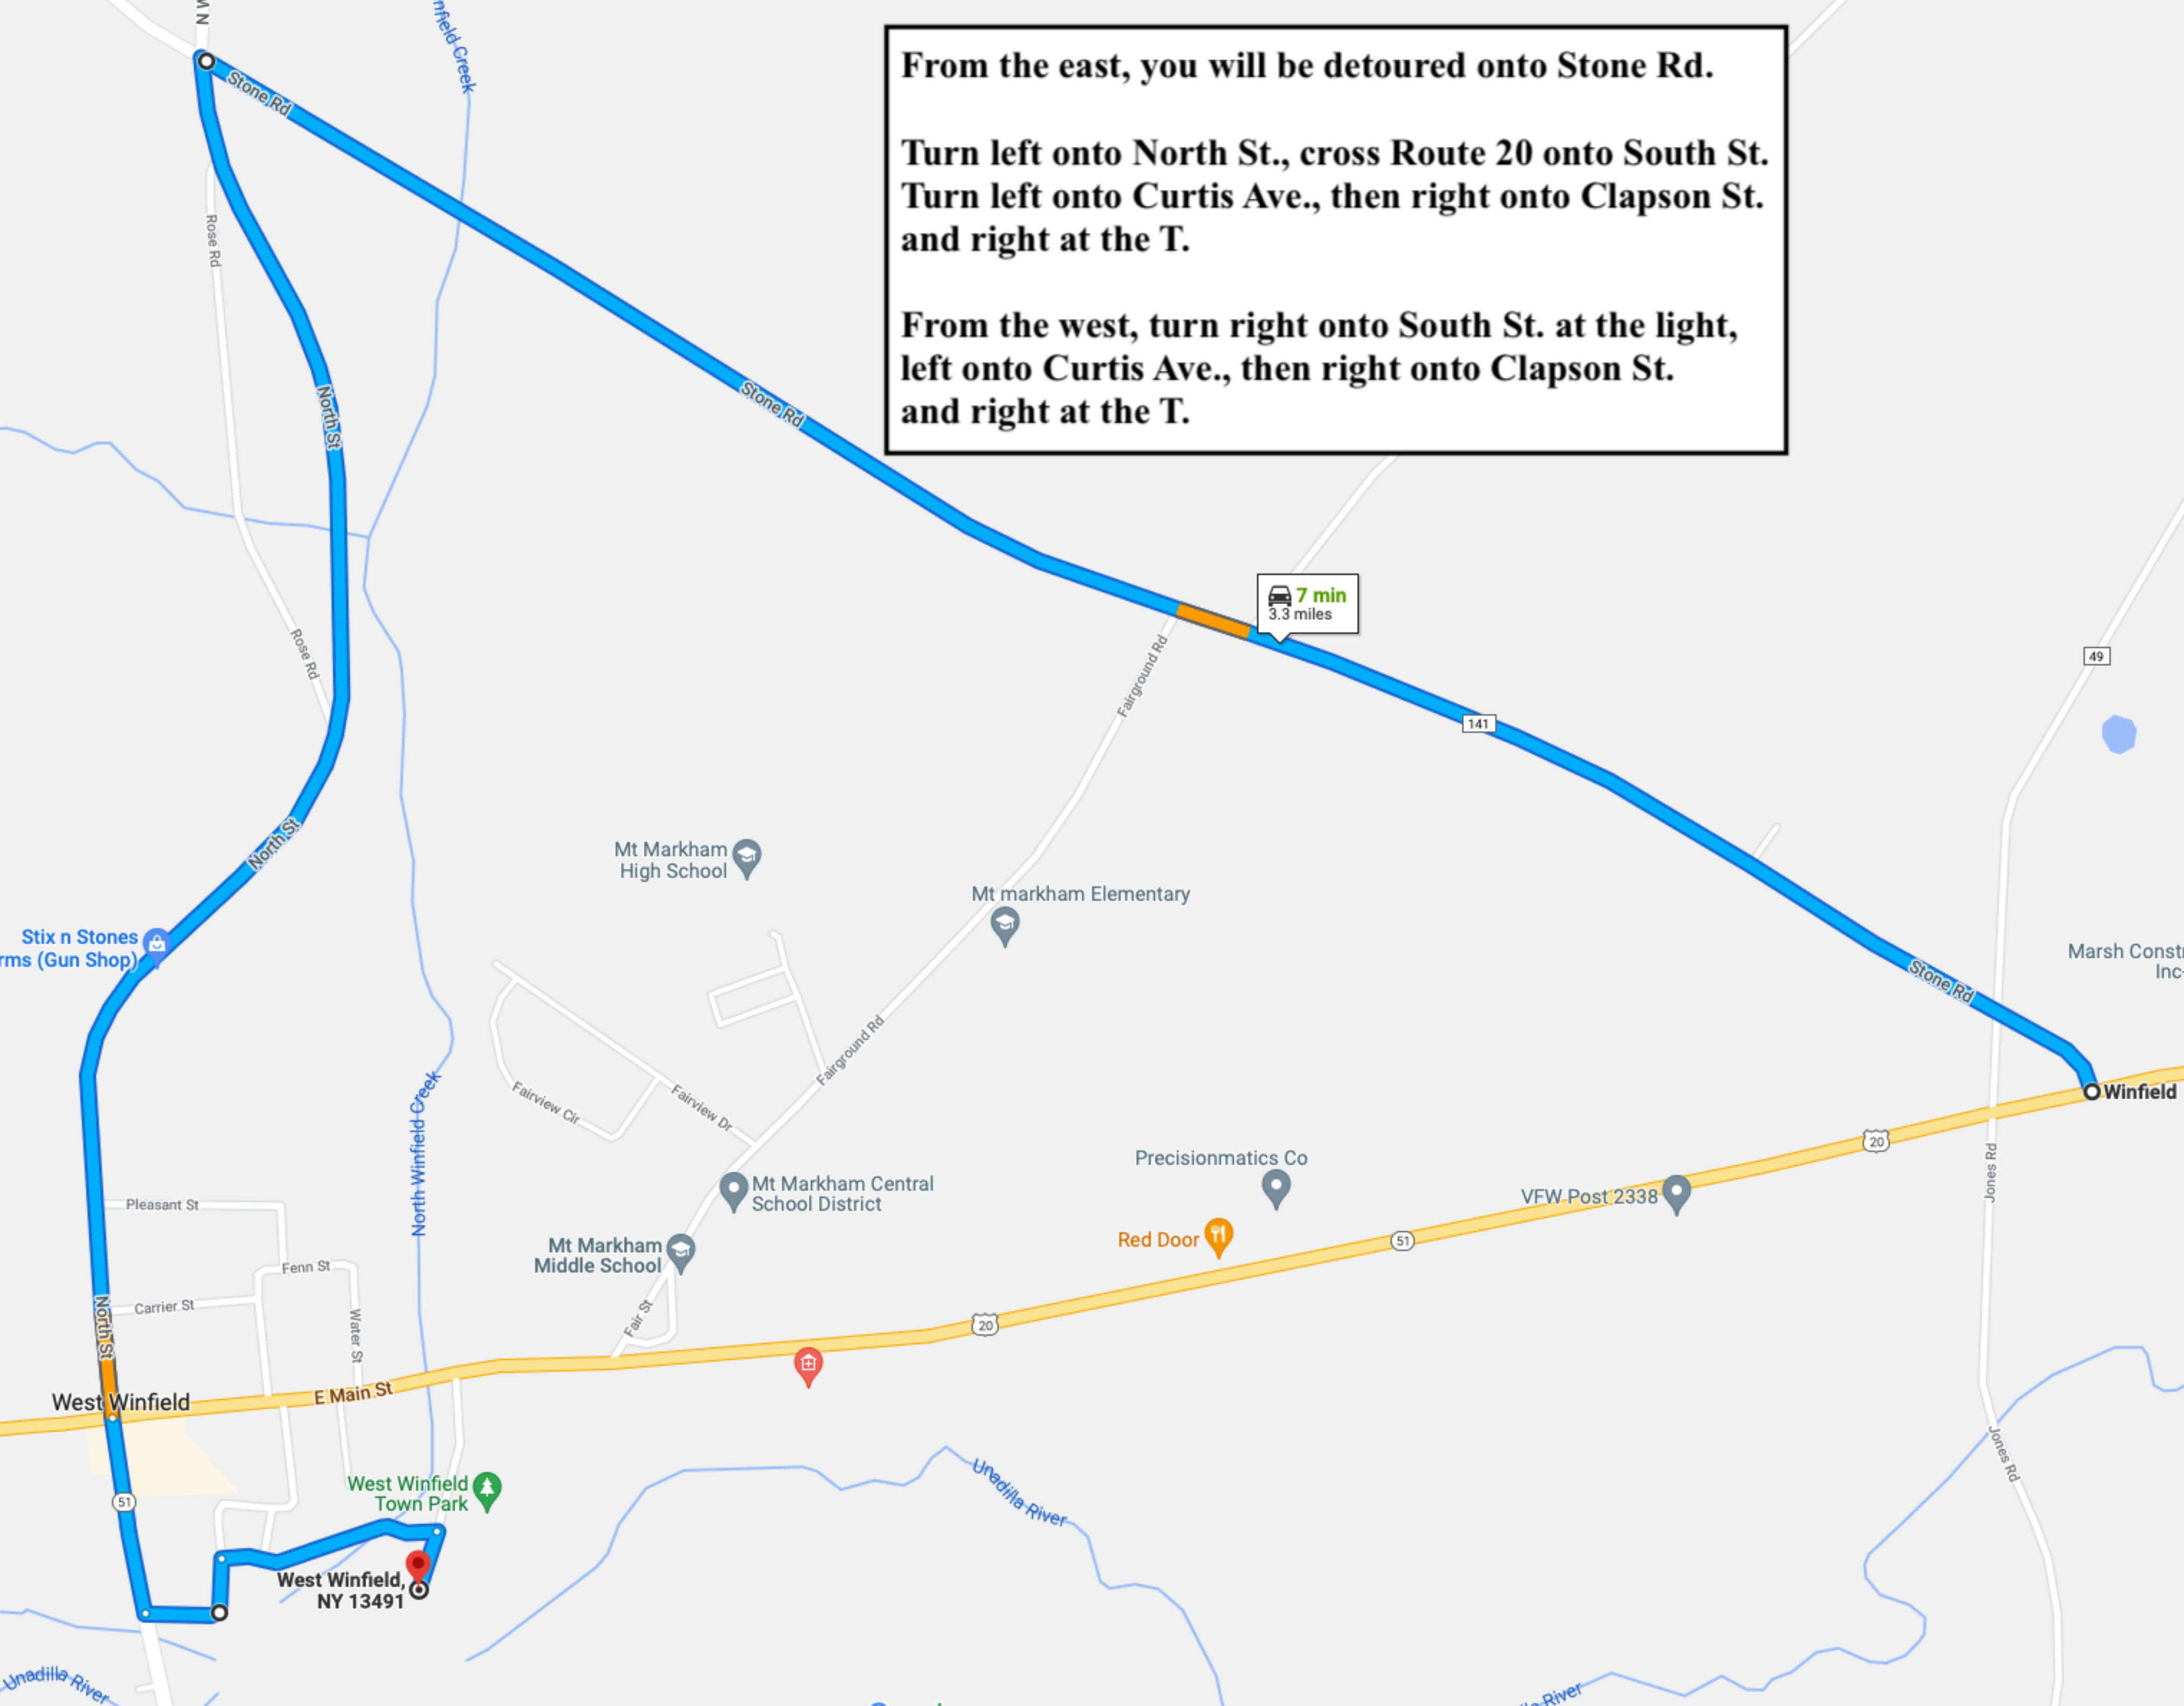 M N
nfield Creek
From the east, you will be detoured onto Stone Rd.
Turn left onto North St., cross Route 20 onto South St.
Turn left onto Curtis Ave., then right onto Clapson St.
and right at the T.
From the west, turn right onto South St. at the light,
left onto Curtis Ave., then right onto Clapson St.
and right at the T.
Stone Rd
Rose Rd
North St
Stone Rd
7 min
3.3 miles
Rose Rd
Fairground Rd
49
141
North St
Mt Markham
High School
Mt markham Elementary
Stix n Stones
rms (Gun Shop)
Marsh Constr
Inc
Stone Rd
Fairground Rd
Fairview Cir
Fairview Dr
North Winfield Creek
Winfield
20
Jones Rd
Precisionmatics Co
Mt Markham Central
School District
VFW Post 2338
Pleasant St
Red Door
51
Mt Markham
Middle School
Fenn St
Carrier St
Water St
North St
Fair St
20
E Main St
West Winfield
Jones Rd
Unadilla River
West Winfield
Town Park
51
West Winfield,
NY 13491
Unadilla River
lla River